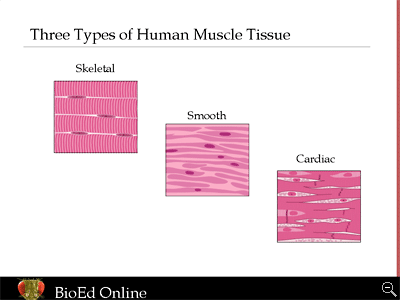 Three Types of Human Muscle Tissue
Skeletal
Smooth
Cardiac
BioEd Online